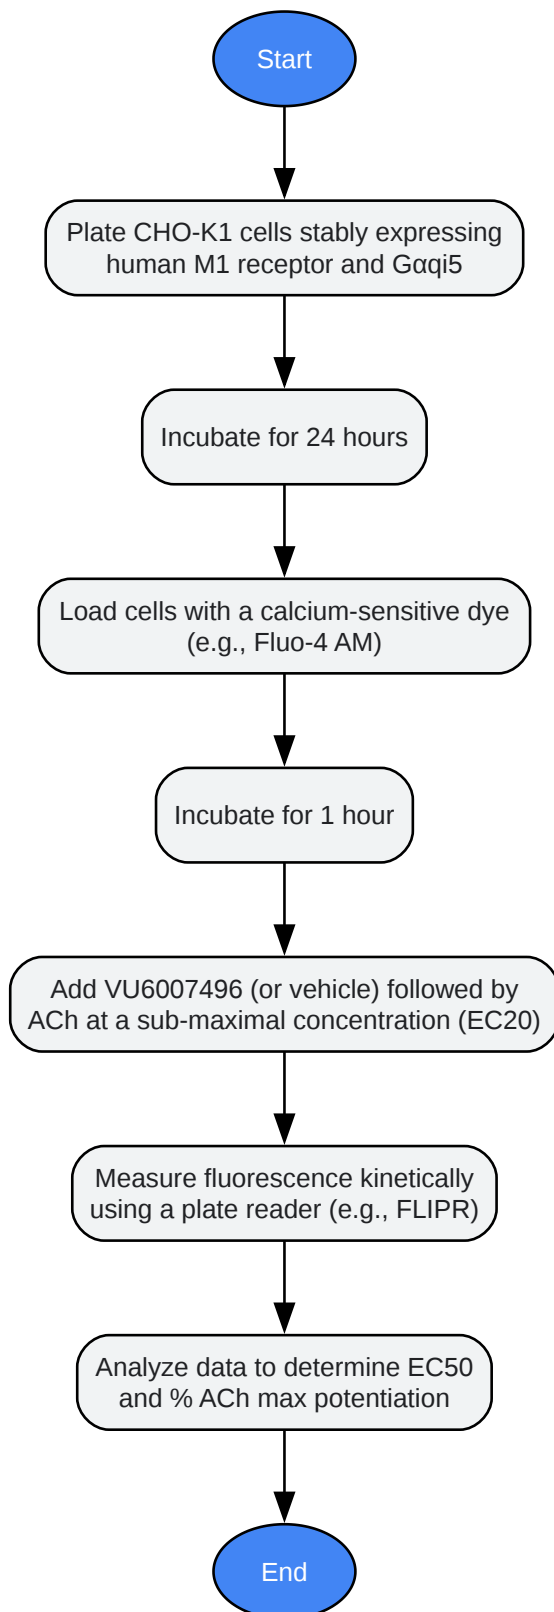 Start
Plate CHO-K1 cells stably expressing
human M1 receptor and Gαqi5
Incubate for 24 hours
Load cells with a calcium-sensitive dye
(e.g., Fluo-4 AM)
Incubate for 1 hour
Add VU6007496 (or vehicle) followed by
ACh at a sub-maximal concentration (EC20)
Measure fluorescence kinetically
using a plate reader (e.g., FLIPR)
Analyze data to determine EC50
and % ACh max potentiation
End